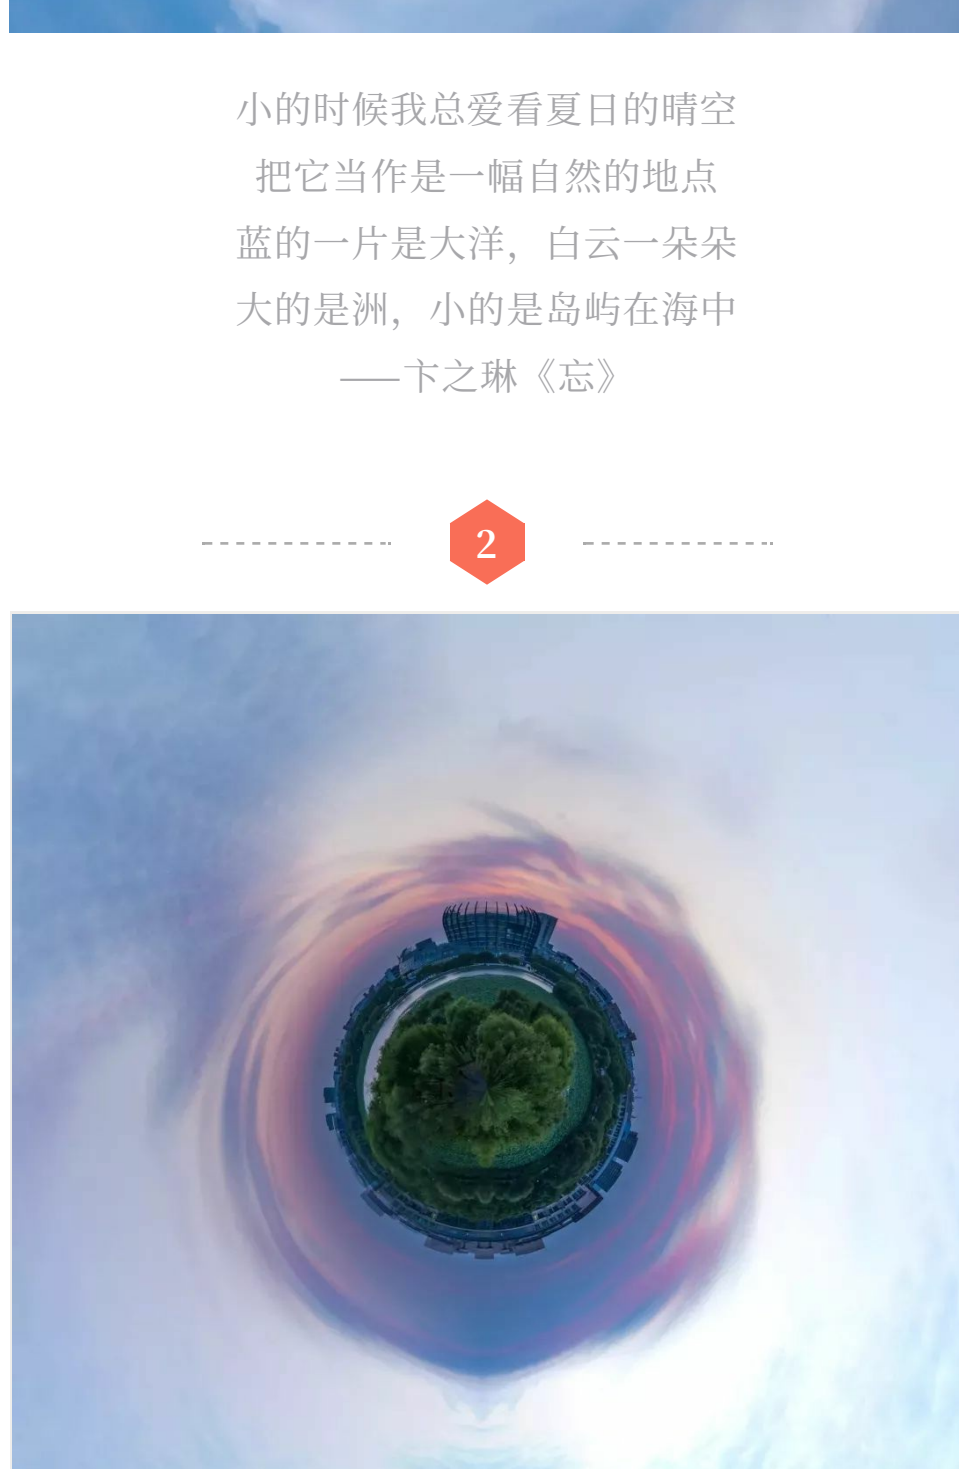 小的时候我总爱看夏日的晴空
把它当作是一幅自然的地点
蓝的一片是大洋，白云一朵朵
大的是洲，小的是岛屿在海中
——卞之琳《忘》
2